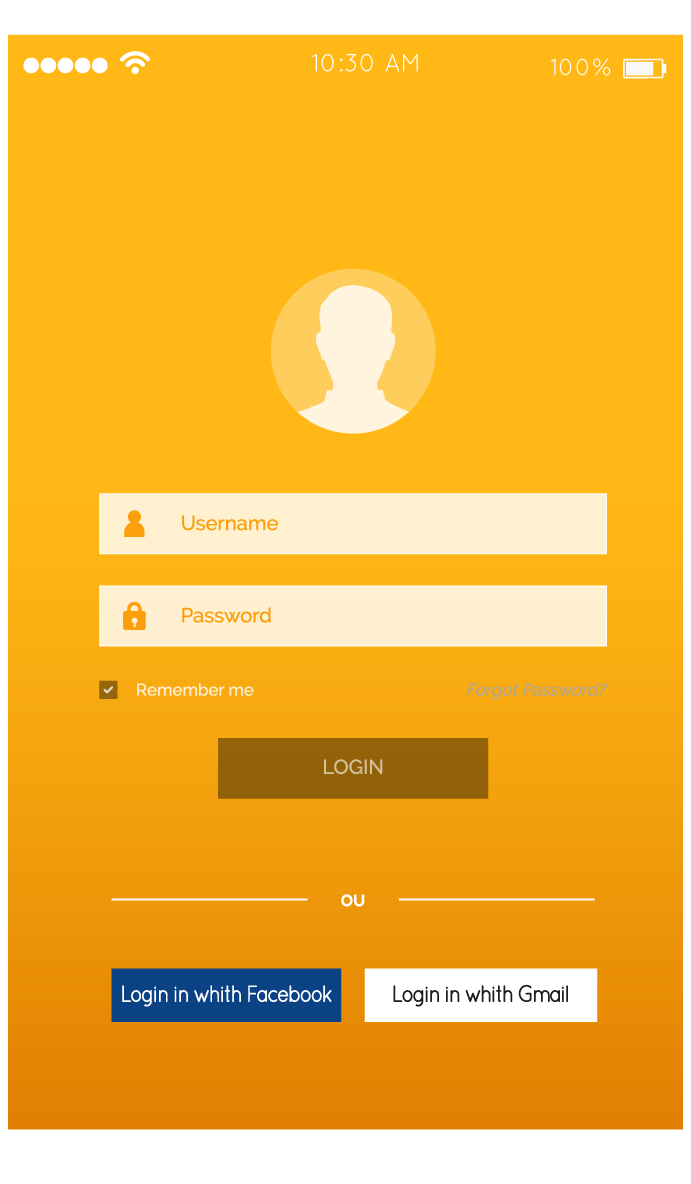 10:30 AM
100%
Username
Password
Remember me
Forgot Password?
LOGIN
ou
Login in whith Facebook
Login in whith Gmail